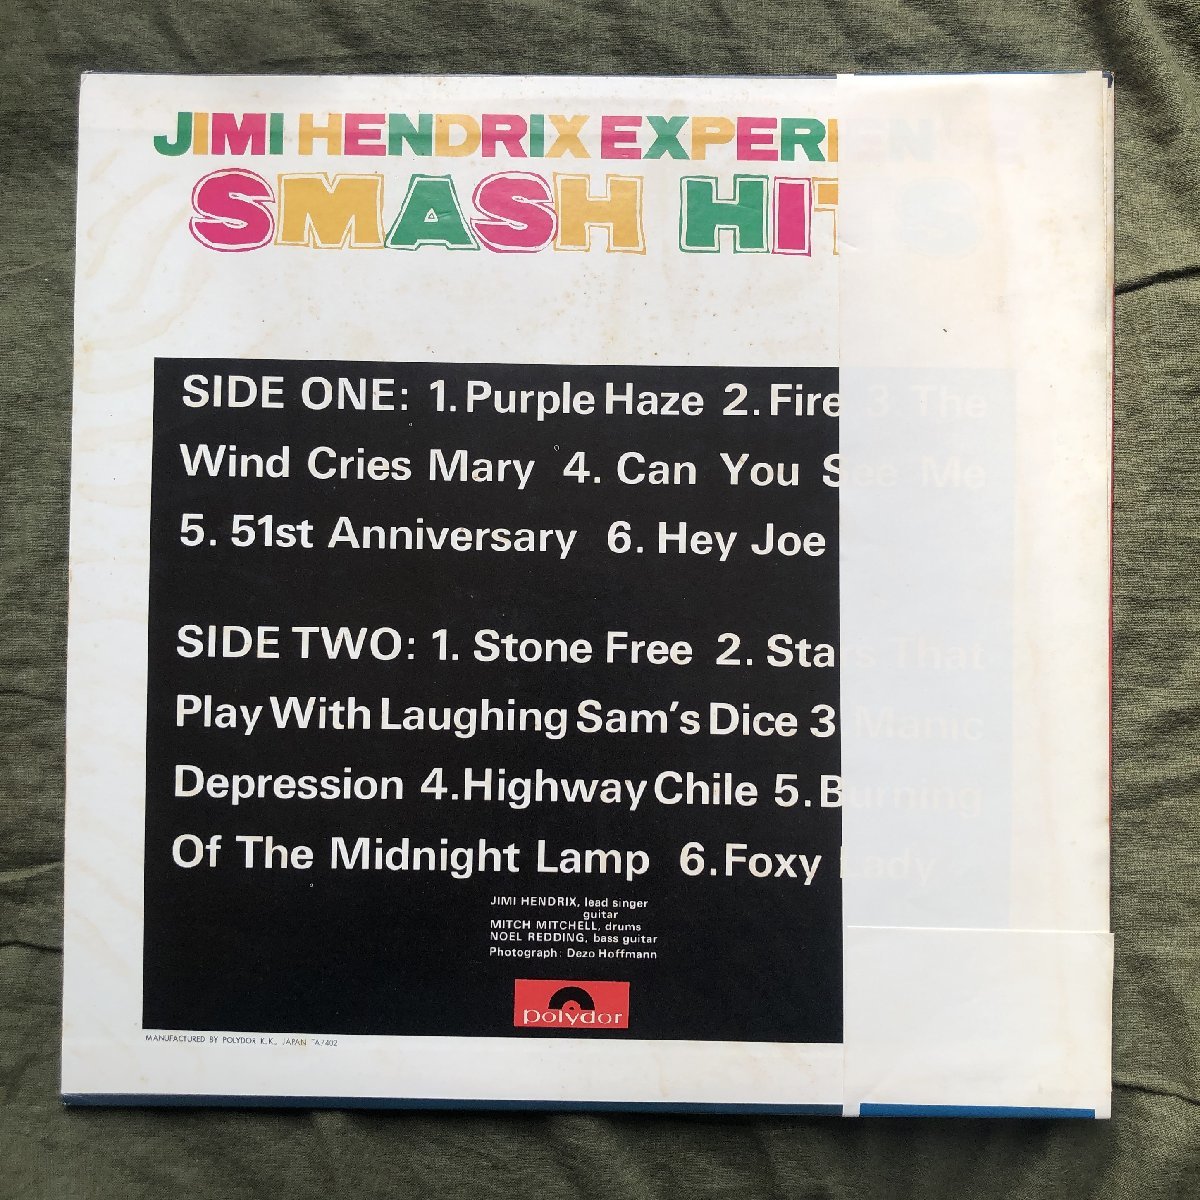 JIMI HENDRIX EXPERIEN
SMASH HITS
SIDE ONE: 1. Purple Haze 2. Fire 3 The
Wind Cries Mary 4. Can You See Me
5. 51st Anniversary 6. Hey Joe
SIDE TWO: 1. Stone Free 2. Stars That
Play With Laughing Sam's Dice 3 Manic
Depression 4. Highway Chile 5. Burning
Of The Midnight Lamp 6. Foxy Lady
JIMI HENDRIX, lead singer
guitar
MITCH MITCHELL, drums
NOEL REDDING, bass guitar
Photograph: Dezo Hoffmann
polydor
MANUFACTURED BY POLYDOR K.K., JAPAN